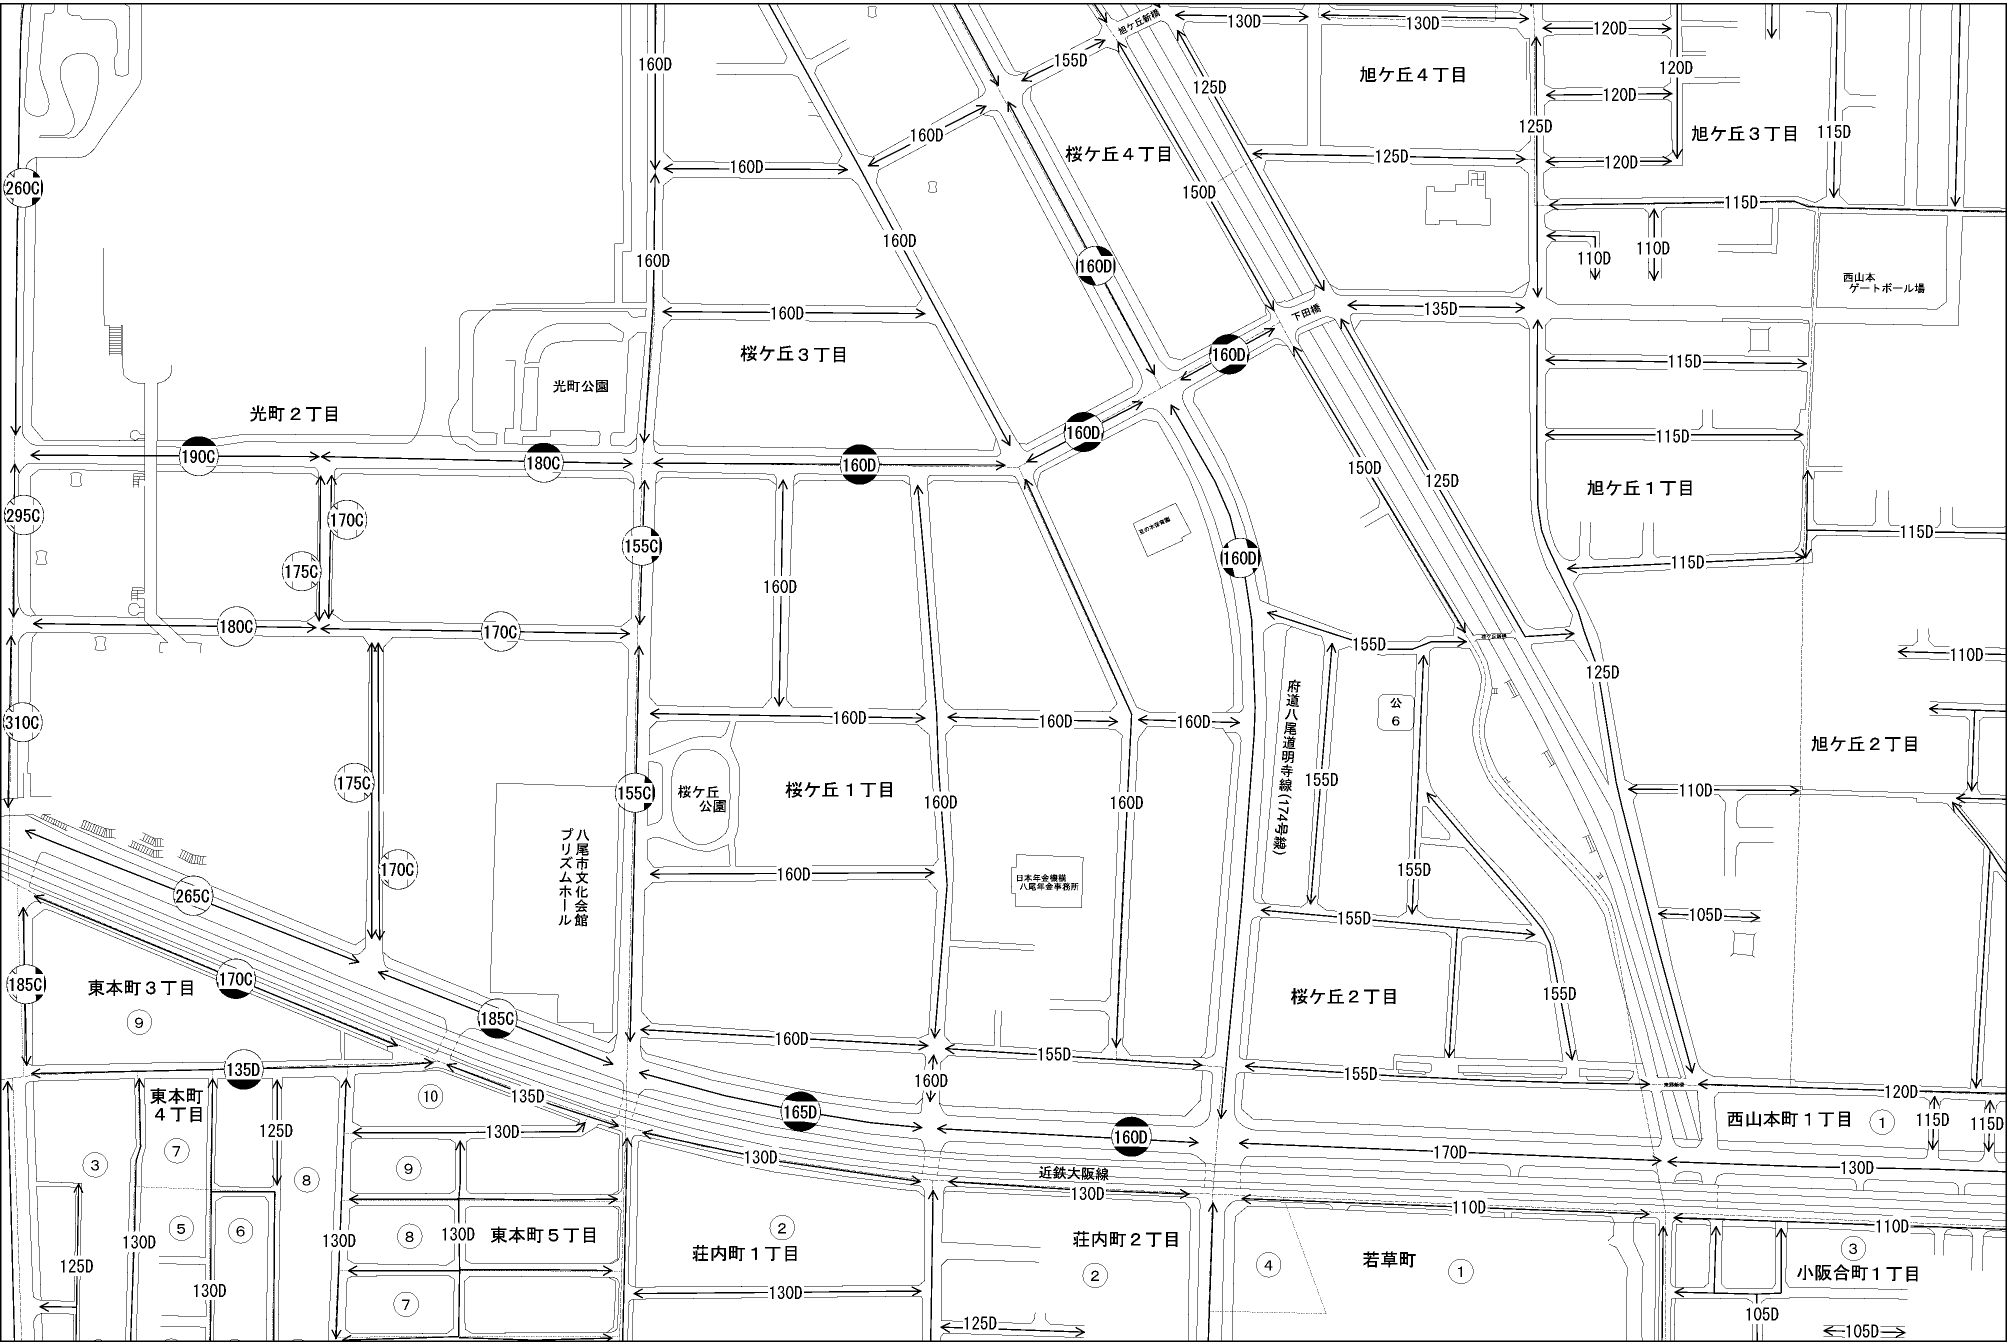 130D
130D
120D
旭ケ丘新橋
160D
155D
旭ケ丘４丁目
120D
125D
120D
125D
115D
旭ケ丘３丁目
160D
桜ケ丘４丁目
160D
125D
120D
260C
150D
115D
160D
160D
110D
110D
160D
西山本
ゲートボール場
135D
160D
下田橋
桜ケ丘３丁目
160D
115D
光町公園
光町２丁目
160D
115D
190C
180C
160D
150D
125D
旭ケ丘１丁目
295C
170C
115D
155C
160D
115D
175C
160D
180C
170C
155D
110D
125D
310C
160D
160D
160D
府道八尾道明寺線(174号線)
公
6
旭ケ丘２丁目
175C
155C
桜ケ丘
公園
桜ケ丘１丁目
160D
160D
155D
110D
八尾市文化会館
プリズムホール
170C
160D
日本年金機構
八尾年金事務所
155D
265C
155D
105D
185C
170C
東本町３丁目
9
桜ケ丘２丁目
155D
185C
160D
155D
135D
160D
155D
120D
東本町
４丁目
10
135D
165D
西山本町１丁目
1
115D
115D
7
125D
130D
160D
170D
3
8
9
130D
近鉄大阪線
130D
130D
110D
110D
5
6
130D
130D
8
130D
東本町５丁目
2
荘内町１丁目
荘内町２丁目
2
4
若草町
1
3
小阪合町１丁目
125D
130D
7
130D
125D
105D
105D